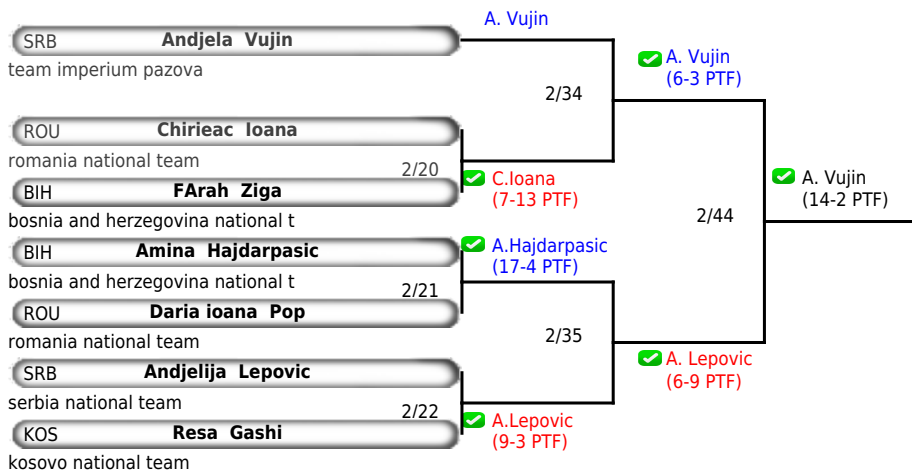 A. Vujin
SRB Andjela Vujin
team imperium pazova
A. Vujin
(6-3 PTF)
2/34
ROU Chirieac Ioana
romania national team
2/20
C.Ioana
(7-13 PTF)
BIH FArah Ziga
bosnia and herzegovina national t
A. Vujin
(14-2 PTF)
2/44
BIH Amina Hajdarpasic
bosnia and herzegovina national t
A.Hajdarpasic
(17-4 PTF)
2/21
ROU Daria ioana Pop
romania national team
2/35
A. Lepovic
(6-9 PTF)
SRB Andjelija Lepovic
serbia national team
2/22
A.Lepovic
(9-3 PTF)
KOS Resa Gashi
kosovo national team